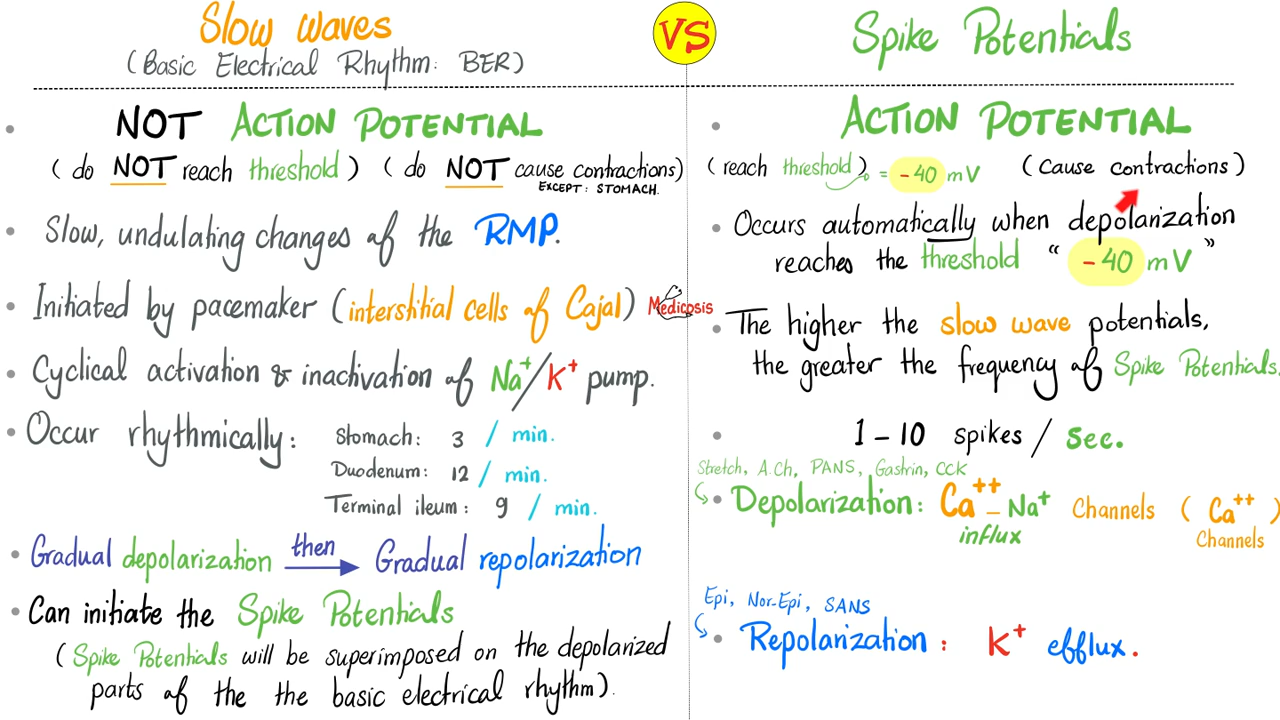 Slow Waves
(Basic Electrical Rhythm: BER)
VS
Spike Potentials
• NOT ACTION POTENTIAL
(do NOT reach threshold) (do NOT cause contractions)
EXCEPT: STOMACH.
• Slow, undulating changes of the RMP.
• Initiated by pacemaker (interstitial cells of Cajal)
Medicosis
• Cyclical activation & inactivation of Na+/K+ pump.
• Occur rhythmically: Stomach: 3 / min.
Duodenum: 12 / min.
Terminal ileum: 9 / min.
• Gradual depolarization then → Gradual repolarization
• Can initiate the Spike Potentials
(Spike Potentials will be superimposed on the depolarized
parts of the the basic electrical rhythm).
• ACTION POTENTIAL
(reach threshold) = -40 mV (cause contractions)
• Occurs automatically when depolarization
reaches the threshold "-40 mV"
• The higher the slow wave potentials,
the greater the frequency of Spike Potentials.
• 1-10 spikes / sec.
Stretch, A.Ch, PANS, Gastrin, CCK
• Depolarization: Ca++ - Na+ Channels (Ca++
influx Channels
)
Epi, Nor-Epi, SANS
• Repolarization: K+ efflux.